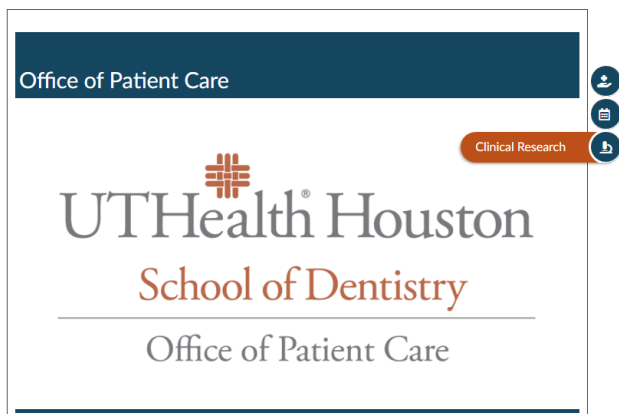 Office of Patient Care
Clinical Research
UTHealth® Houston
School of Dentistry
Office of Patient Care